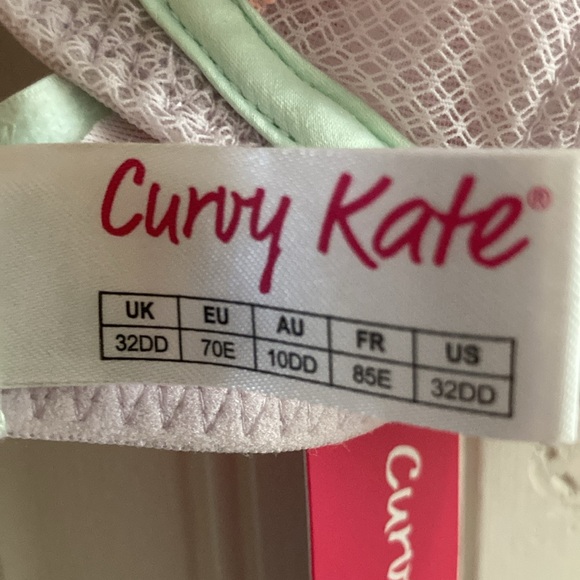 Curvy Kate®
UK EU AU FR US
32DD 70E 10DD 85E 32DD
Curv